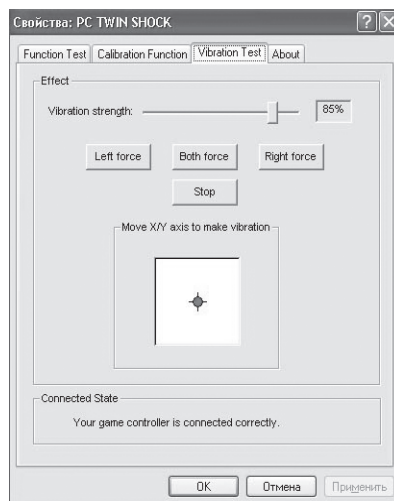 Свойства: PC TWIN SHOCK
Function Test Calibration Function Vibration Test About
Effect
Vibration strength: 85%
Left force Both force Right force
Stop
Move X/Y axis to make vibration
Connected State
Your game controller is connected correctly.
OK Отмена Применить